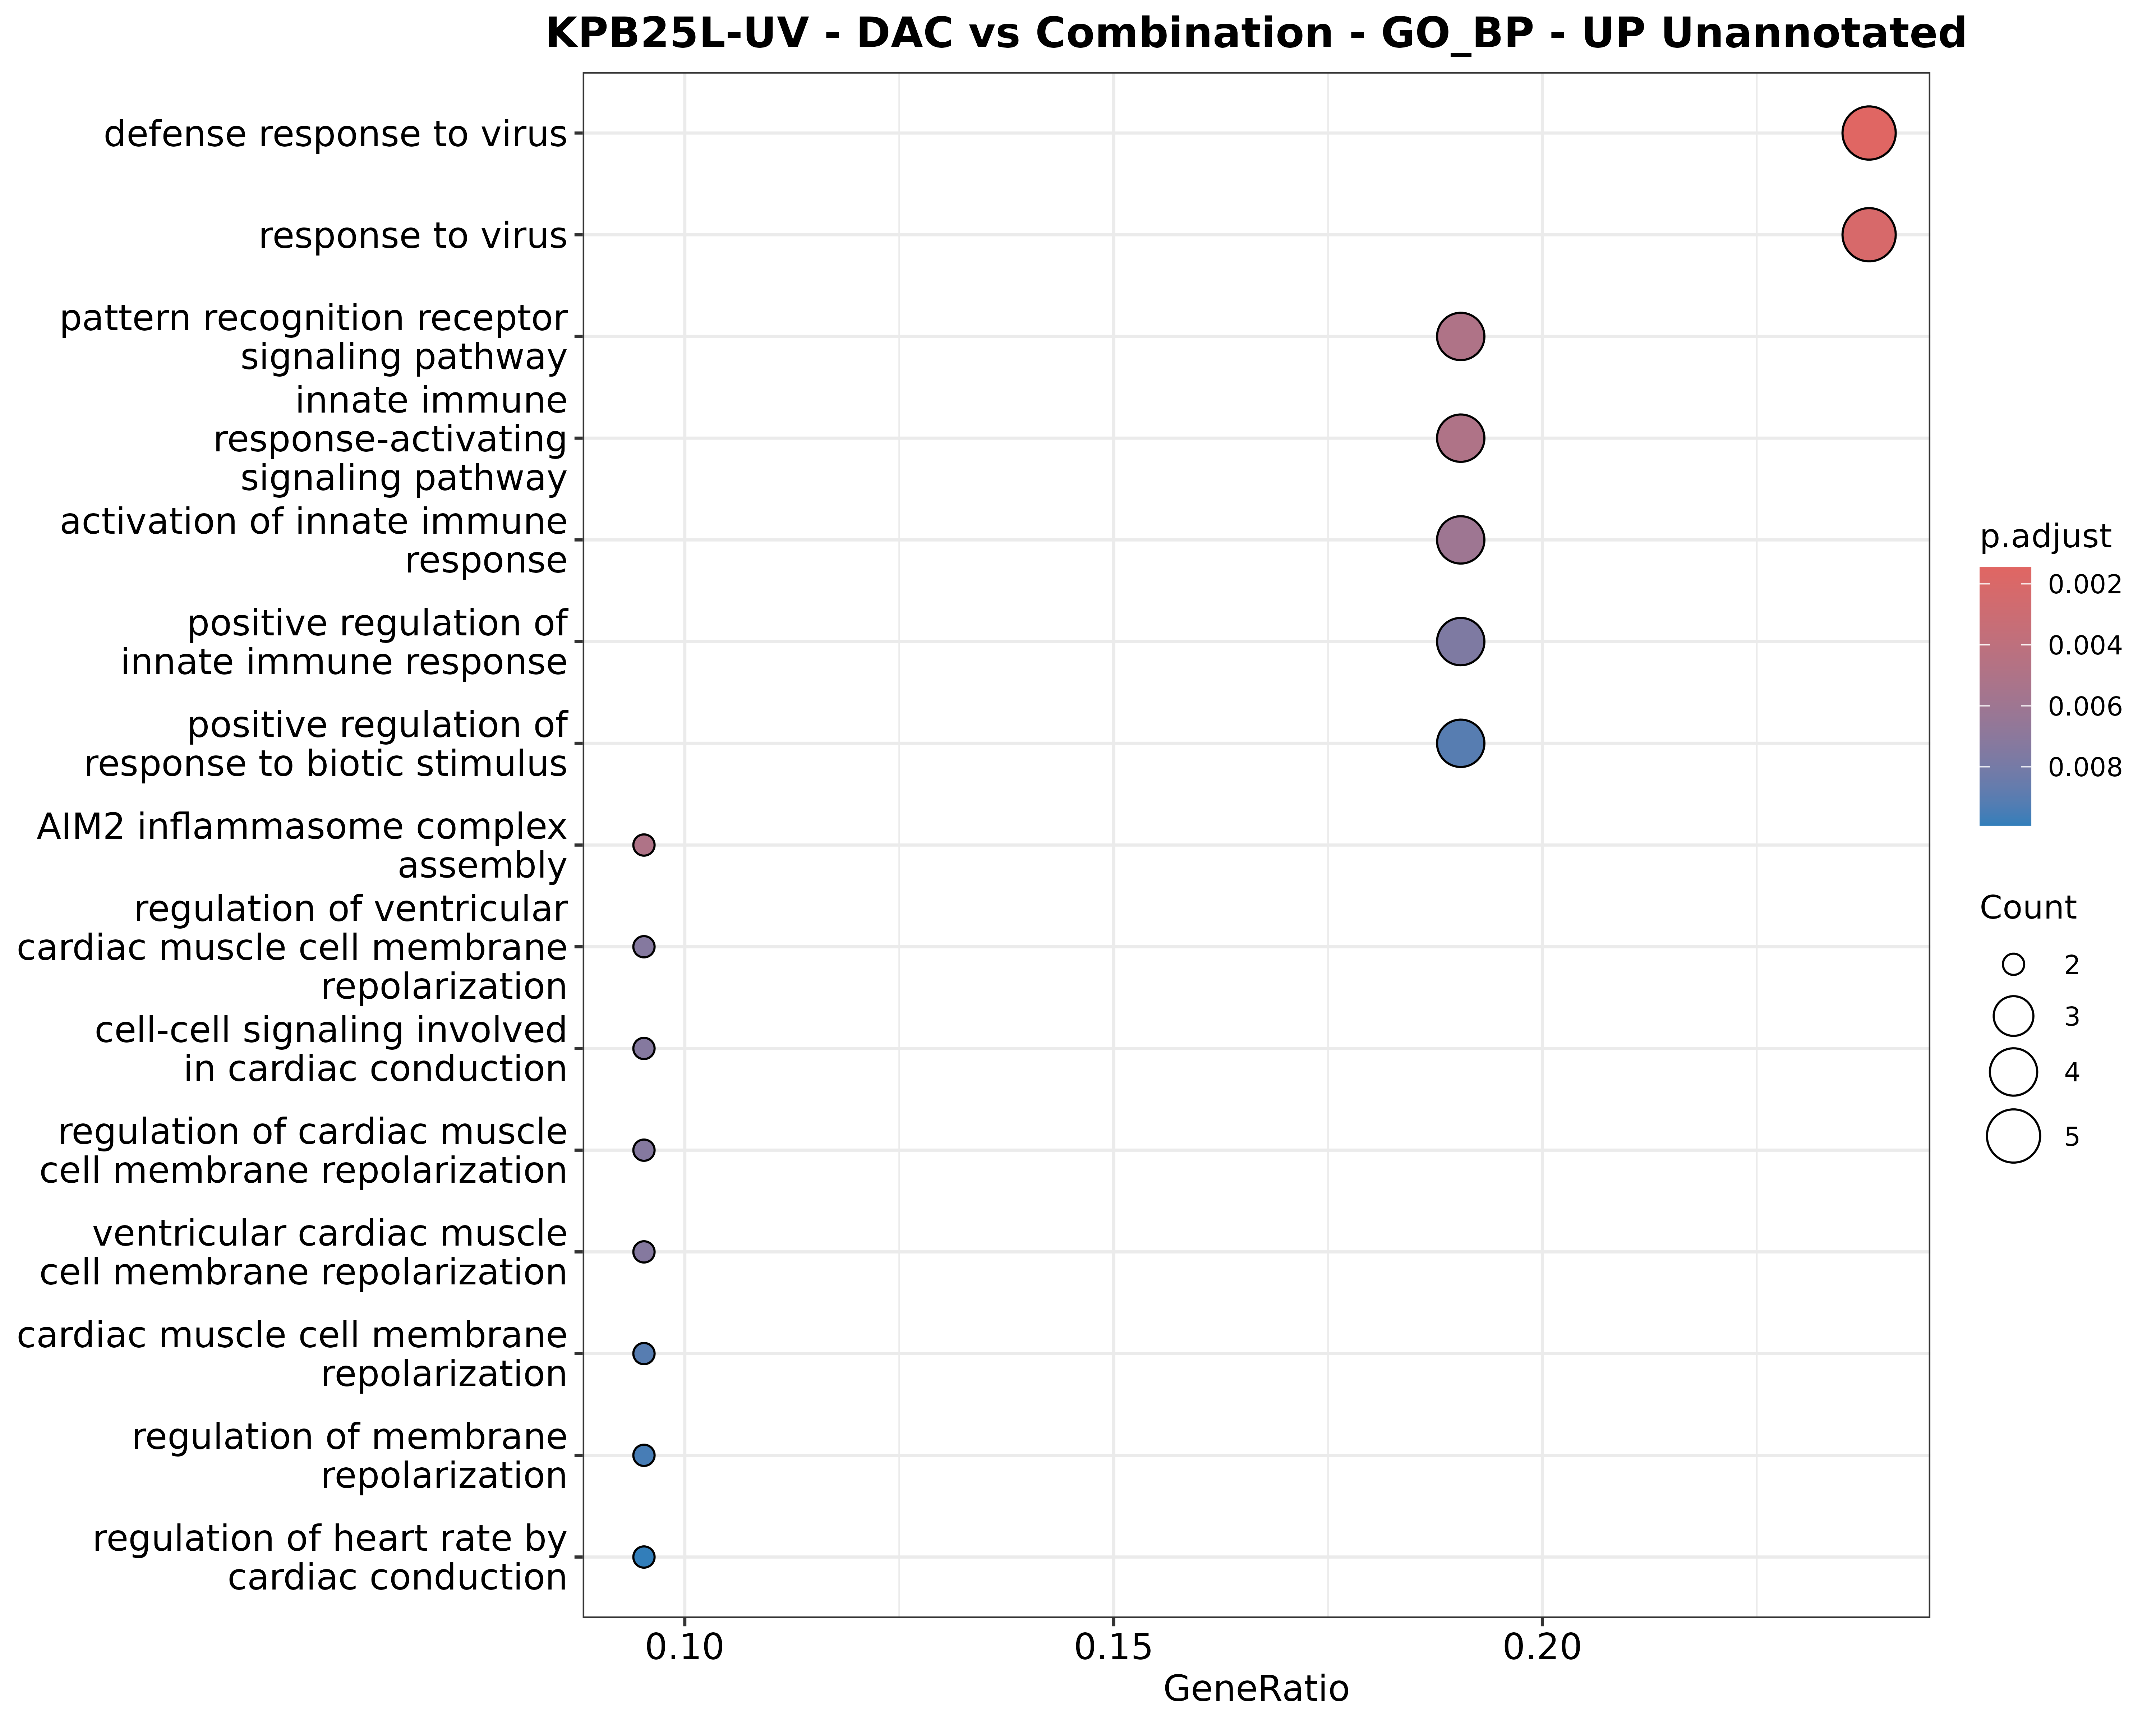 KPB25L-UV - DAC vs Combination - GO_BP - UP Unannotated
defense response to virus
response to virus
pattern recognition receptor
signaling pathway
innate immune
response-activating
signaling pathway
activation of innate immune
response
positive regulation of
innate immune response
positive regulation of
response to biotic stimulus
AIM2 inflammasome complex
assembly
regulation of ventricular
cardiac muscle cell membrane
repolarization
cell-cell signaling involved
in cardiac conduction
regulation of cardiac muscle
cell membrane repolarization
ventricular cardiac muscle
cell membrane repolarization
cardiac muscle cell membrane
repolarization
regulation of membrane
repolarization
regulation of heart rate by
cardiac conduction
0.10
0.15
0.20
GeneRatio
p.adjust
0.002
0.004
0.006
0.008
Count
2
3
4
5